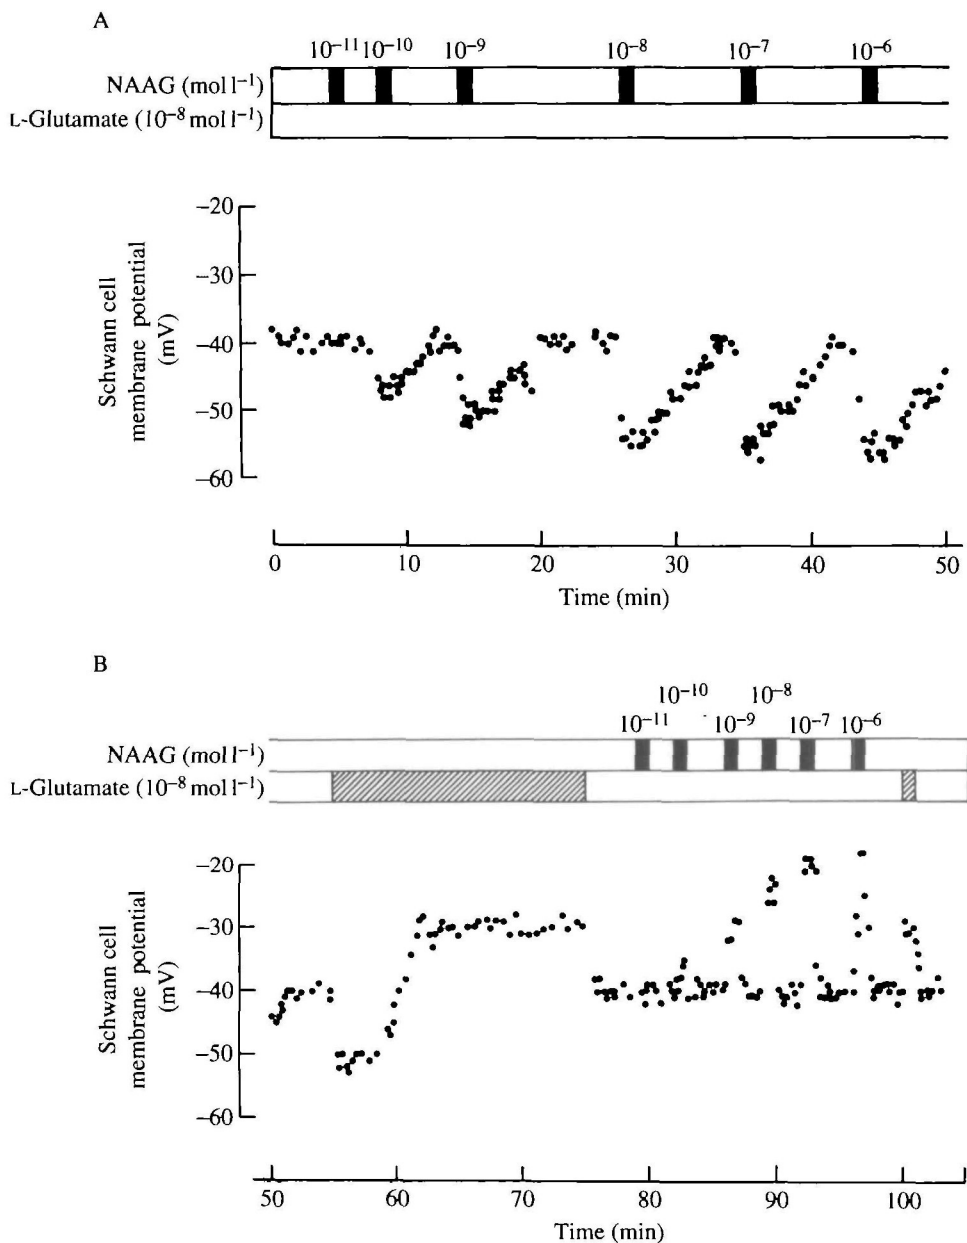 A
10⁻¹¹ 10⁻¹⁰ 10⁻⁹ 10⁻⁸ 10⁻⁷ 10⁻⁶
NAAG (mol l⁻¹)
L-Glutamate (10⁻⁸ mol l⁻¹)
−20
−30
−40
−50
−60
Schwann cell
membrane potential
(mV)
0 10 20 30 40 50
Time (min)
B
10⁻¹⁰ 10⁻⁸
10⁻¹¹ 10⁻⁹ 10⁻⁷ 10⁻⁶
NAAG (mol l⁻¹)
L-Glutamate (10⁻⁸ mol l⁻¹)
−20
−30
−40
−50
−60
Schwann cell
membrane potential
(mV)
50 60 70 80 90 100
Time (min)